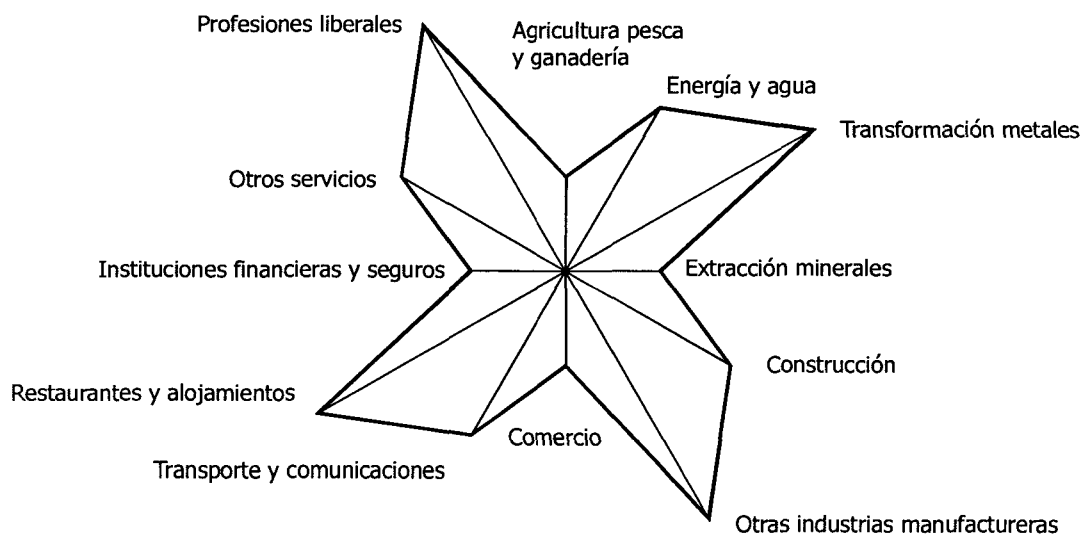 Profesiones liberales
Agricultura pesca
y ganadería
Energía y agua
Transformación metales
Otros servicios
Instituciones financieras y seguros
Extracción minerales
Construcción
Restaurantes y alojamientos
Comercio
Transporte y comunicaciones
Otras industrias manufactureras